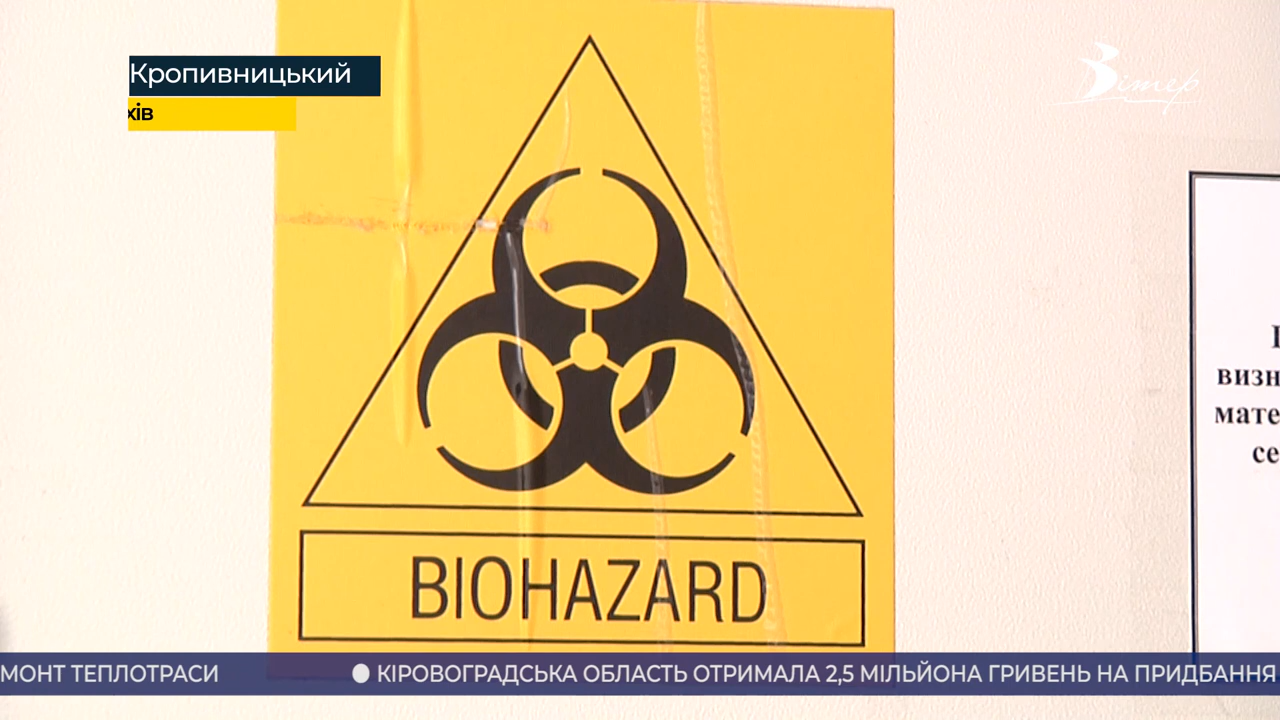 Кропивницький
хів
Вітер
BIOHAZARD
визн
мате
се
МОНТ ТЕПЛОТРАСИ
КІРОВОГРАДСЬКА ОБЛАСТЬ ОТРИМАЛА 2,5 МІЛЬЙОНА ГРИВЕНЬ НА ПРИДБАННЯ